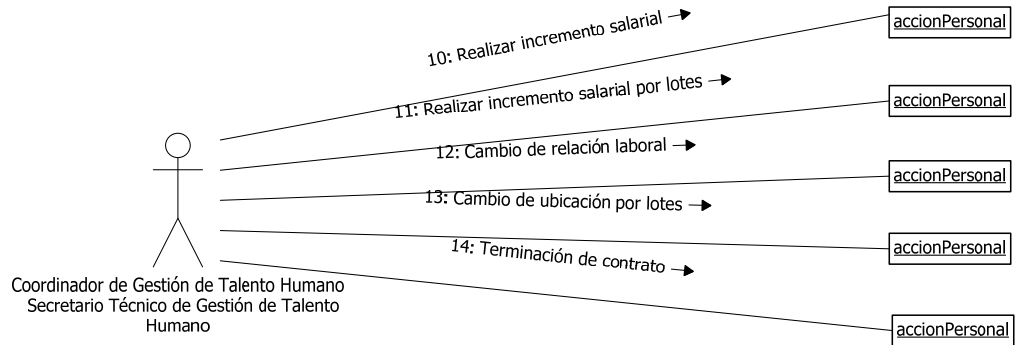 10: Realizar incremento salarial
accionPersonal
11: Realizar incremento salarial por lotes
accionPersonal
12: Cambio de relación laboral
accionPersonal
13: Cambio de ubicación por lotes
accionPersonal
14: Terminación de contrato
accionPersonal
Coordinador de Gestión de Talento Humano
Secretario Técnico de Gestión de Talento
Humano